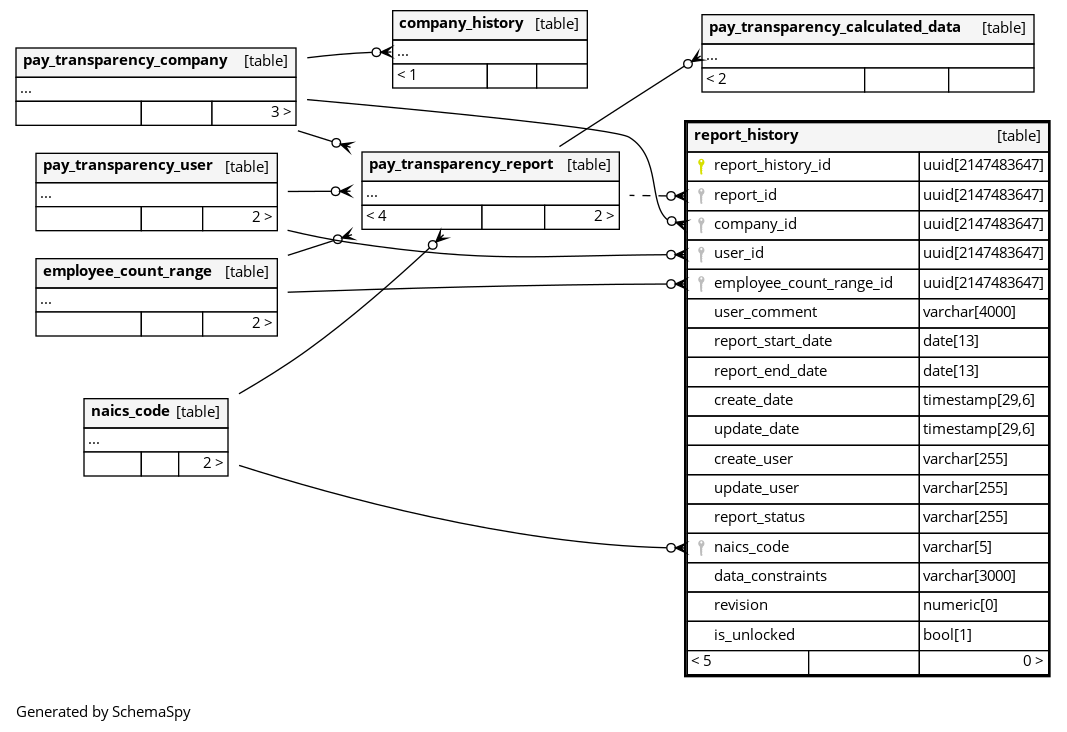 company_history [table]
...
< 1
pay_transparency_calculated_data [table]
...
< 2
pay_transparency_company [table]
...
3 >
pay_transparency_user [table]
...
2 >
pay_transparency_report [table]
...
< 4 2 >
employee_count_range [table]
...
2 >
naics_code [table]
...
2 >
report_history [table]
report_history_id uuid[2147483647]
report_id uuid[2147483647]
company_id uuid[2147483647]
user_id uuid[2147483647]
employee_count_range_id uuid[2147483647]
user_comment varchar[4000]
report_start_date date[13]
report_end_date date[13]
create_date timestamp[29,6]
update_date timestamp[29,6]
create_user varchar[255]
update_user varchar[255]
report_status varchar[255]
naics_code varchar[5]
data_constraints varchar[3000]
revision numeric[0]
is_unlocked bool[1]
< 5 0 >
Generated by SchemaSpy